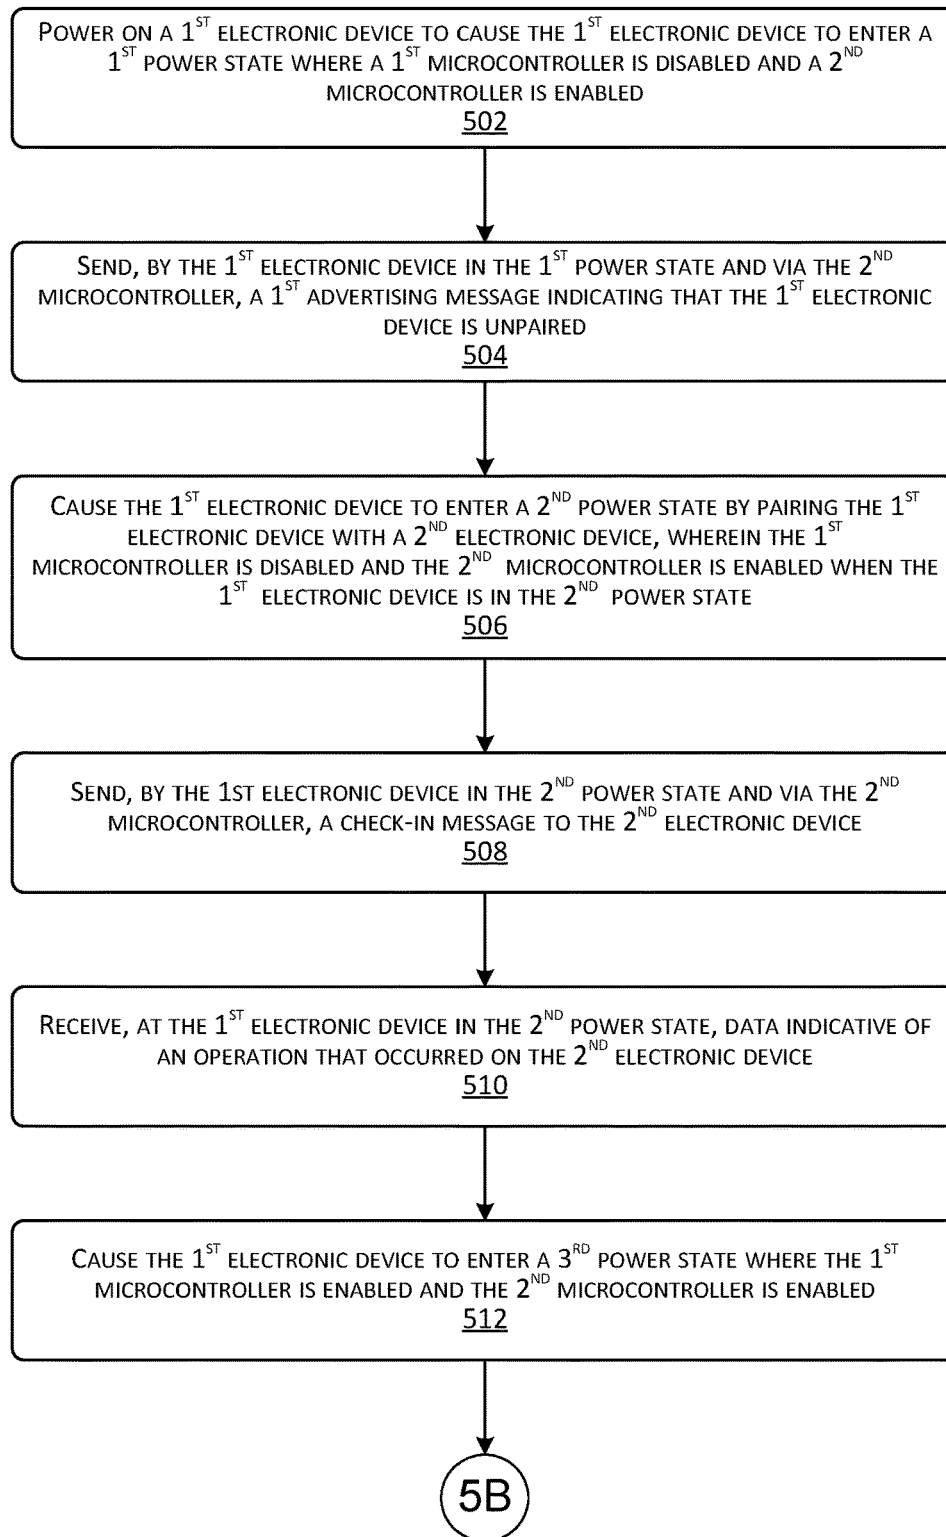 POWER ON A 1ST ELECTRONIC DEVICE TO CAUSE THE 1ST ELECTRONIC DEVICE TO ENTER A
1ST POWER STATE WHERE A 1ST MICROCONTROLLER IS DISABLED AND A 2ND
MICROCONTROLLER IS ENABLED
502
SEND, BY THE 1ST ELECTRONIC DEVICE IN THE 1ST POWER STATE AND VIA THE 2ND
MICROCONTROLLER, A 1ST ADVERTISING MESSAGE INDICATING THAT THE 1ST ELECTRONIC
DEVICE IS UNPAIRED
504
CAUSE THE 1ST ELECTRONIC DEVICE TO ENTER A 2ND POWER STATE BY PAIRING THE 1ST
ELECTRONIC DEVICE WITH A 2ND ELECTRONIC DEVICE, WHEREIN THE 1ST
MICROCONTROLLER IS DISABLED AND THE 2ND MICROCONTROLLER IS ENABLED WHEN THE
1ST ELECTRONIC DEVICE IS IN THE 2ND POWER STATE
506
SEND, BY THE 1ST ELECTRONIC DEVICE IN THE 2ND POWER STATE AND VIA THE 2ND
MICROCONTROLLER, A CHECK-IN MESSAGE TO THE 2ND ELECTRONIC DEVICE
508
RECEIVE, AT THE 1ST ELECTRONIC DEVICE IN THE 2ND POWER STATE, DATA INDICATIVE OF
AN OPERATION THAT OCCURRED ON THE 2ND ELECTRONIC DEVICE
510
CAUSE THE 1ST ELECTRONIC DEVICE TO ENTER A 3RD POWER STATE WHERE THE 1ST
MICROCONTROLLER IS ENABLED AND THE 2ND MICROCONTROLLER IS ENABLED
512
5B